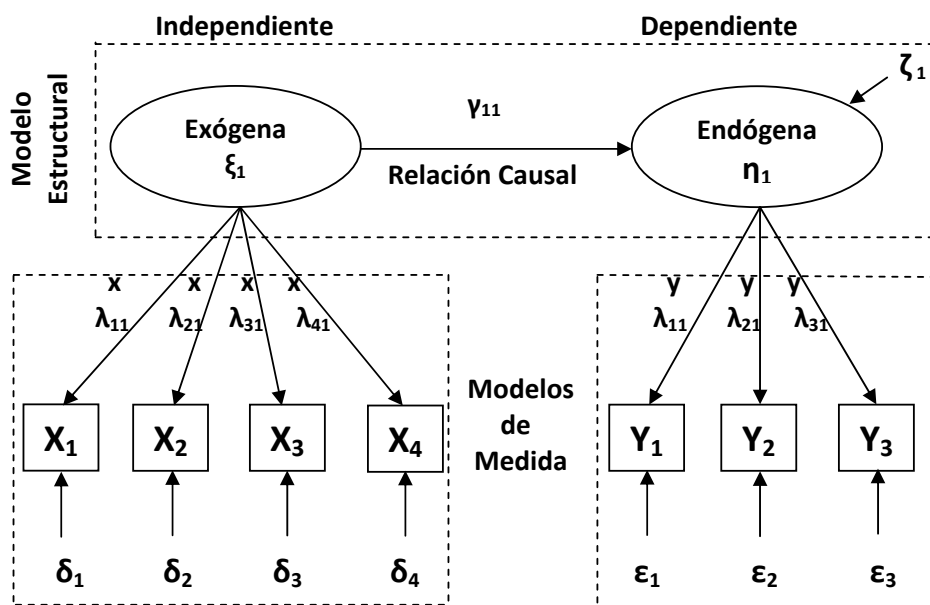 Independiente
Dependiente
Modelo
Estructural
ζ₁
Exógena
ξ₁
γ₁₁
Relación Causal
Endógena
η₁
x x x x
λ₁₁ λ₂₁ λ₃₁ λ₄₁
y y y
λ₁₁ λ₂₁ λ₃₁
X₁ X₂ X₃ X₄
Modelos
de
Medida
Y₁ Y₂ Y₃
δ₁ δ₂ δ₃ δ₄
ε₁ ε₂ ε₃